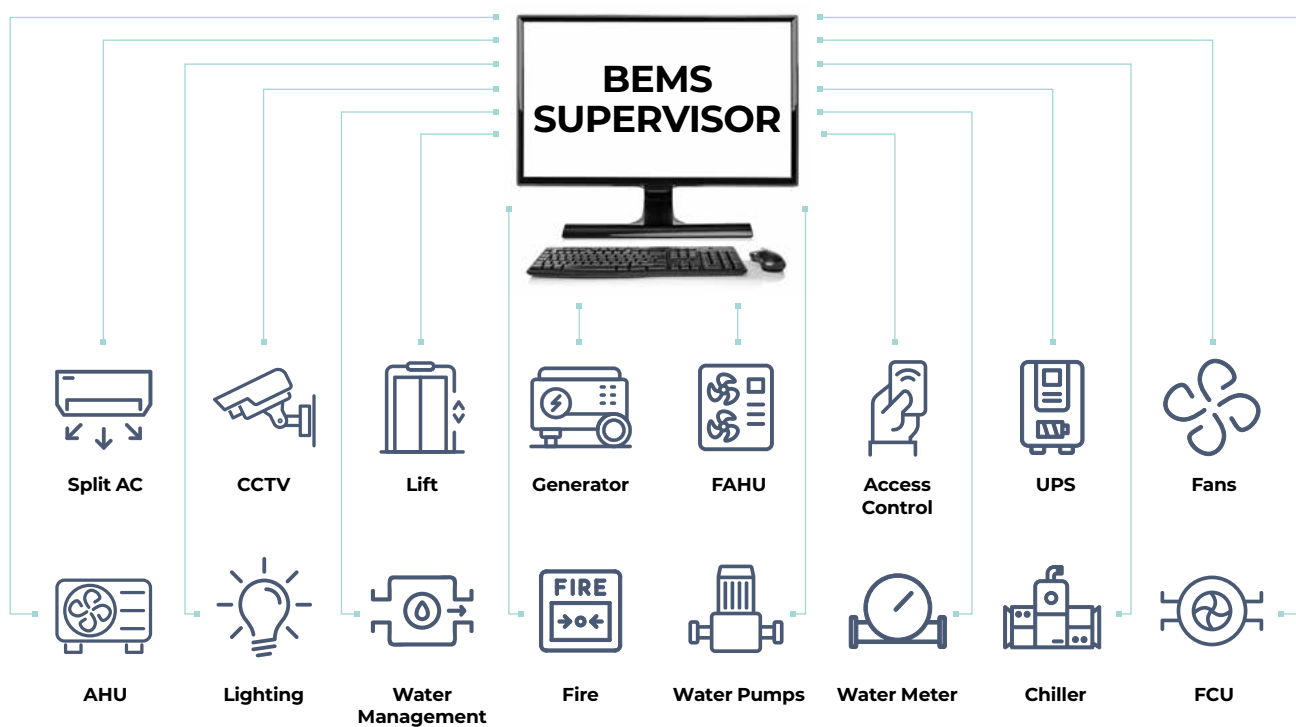 BEMS
SUPERVISOR
Split AC
CCTV
Lift
Generator
FAHU
Access
Control
UPS
Fans
FIRE
AHU
Lighting
Water
Management
Fire
Water Pumps
Water Meter
Chiller
FCU